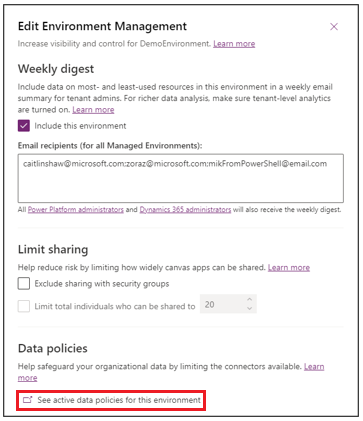 Edit Environment Management
Increase visibility and control for DemoEnvironment. Learn more
Weekly digest
Include data on most- and least-used resources in this environment in a weekly email
summary for tenant admins. For richer data analysis, make sure tenant-level analytics
are turned on. Learn more
Include this environment
Email recipients (for all Managed Environments):
caitlinshaw@microsoft.com;zoraz@microsoft.com;mikFromPowerShell@email.com
All Power Platform administrators and Dynamics 365 administrators will also receive the weekly digest.
Limit sharing
Help reduce risk by limiting how widely canvas apps can be shared. Learn more
Exclude sharing with security groups
Limit total individuals who can be shared to 20
Data policies
Help safeguard your organizational data by limiting the connectors available. Learn
more
See active data policies for this environment